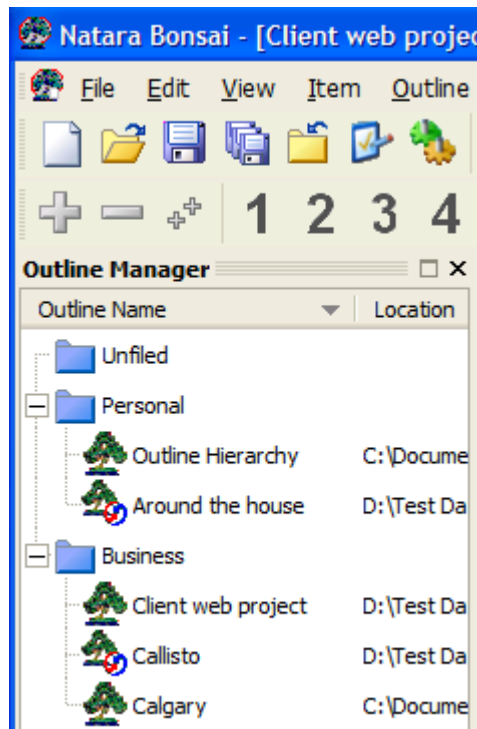 Natara Bonsai - [Client web projec
File Edit View Item Outline
1 2 3 4
Outline Manager
Outline Name Location
Unfiled
Personal
Outline Hierarchy C:\Docume
Around the house D:\Test Da
Business
Client web project D:\Test Da
Callisto D:\Test Da
Calgary C:\Docume